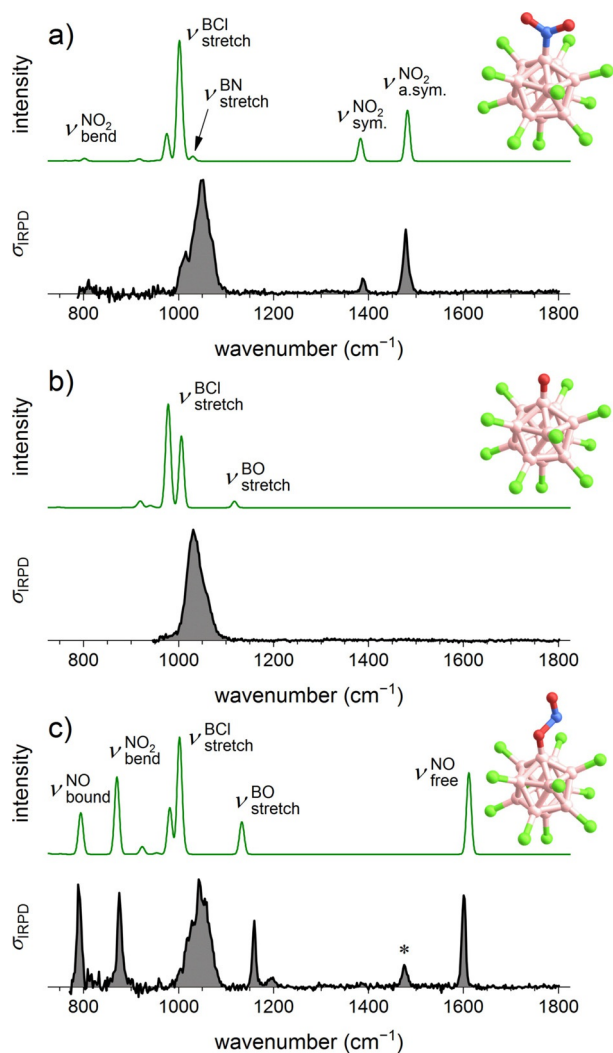 a)
ν BCl stretch
ν BN stretch
ν NO2 bend
ν NO2 sym.
ν NO2 a.sym.
intensity
σIRPD
800 1000 1200 1400 1600 1800
wavenumber (cm−1)
b)
ν BCl stretch
ν BO stretch
intensity
σIRPD
800 1000 1200 1400 1600 1800
wavenumber (cm−1)
c)
ν BCl stretch
ν NO2 bend
ν NO bound
ν BO stretch
ν NO free
intensity
σIRPD
*
800 1000 1200 1400 1600 1800
wavenumber (cm−1)